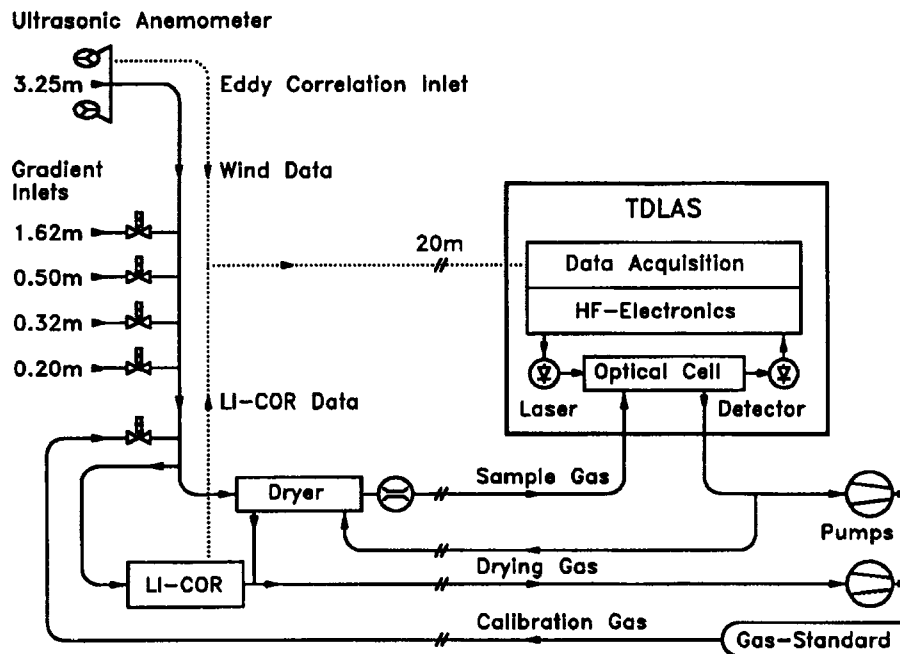 Ultrasonic Anemometer
3.25m
Eddy Correlation Inlet
Wind Data
Gradient
Inlets
1.62m
0.50m
0.32m
0.20m
20m
TDLAS
Data Acquisition
HF-Electronics
Optical Cell
Laser
Detector
LI-COR Data
Dryer
Sample Gas
Pumps
LI-COR
Drying Gas
Calibration Gas
Gas-Standard